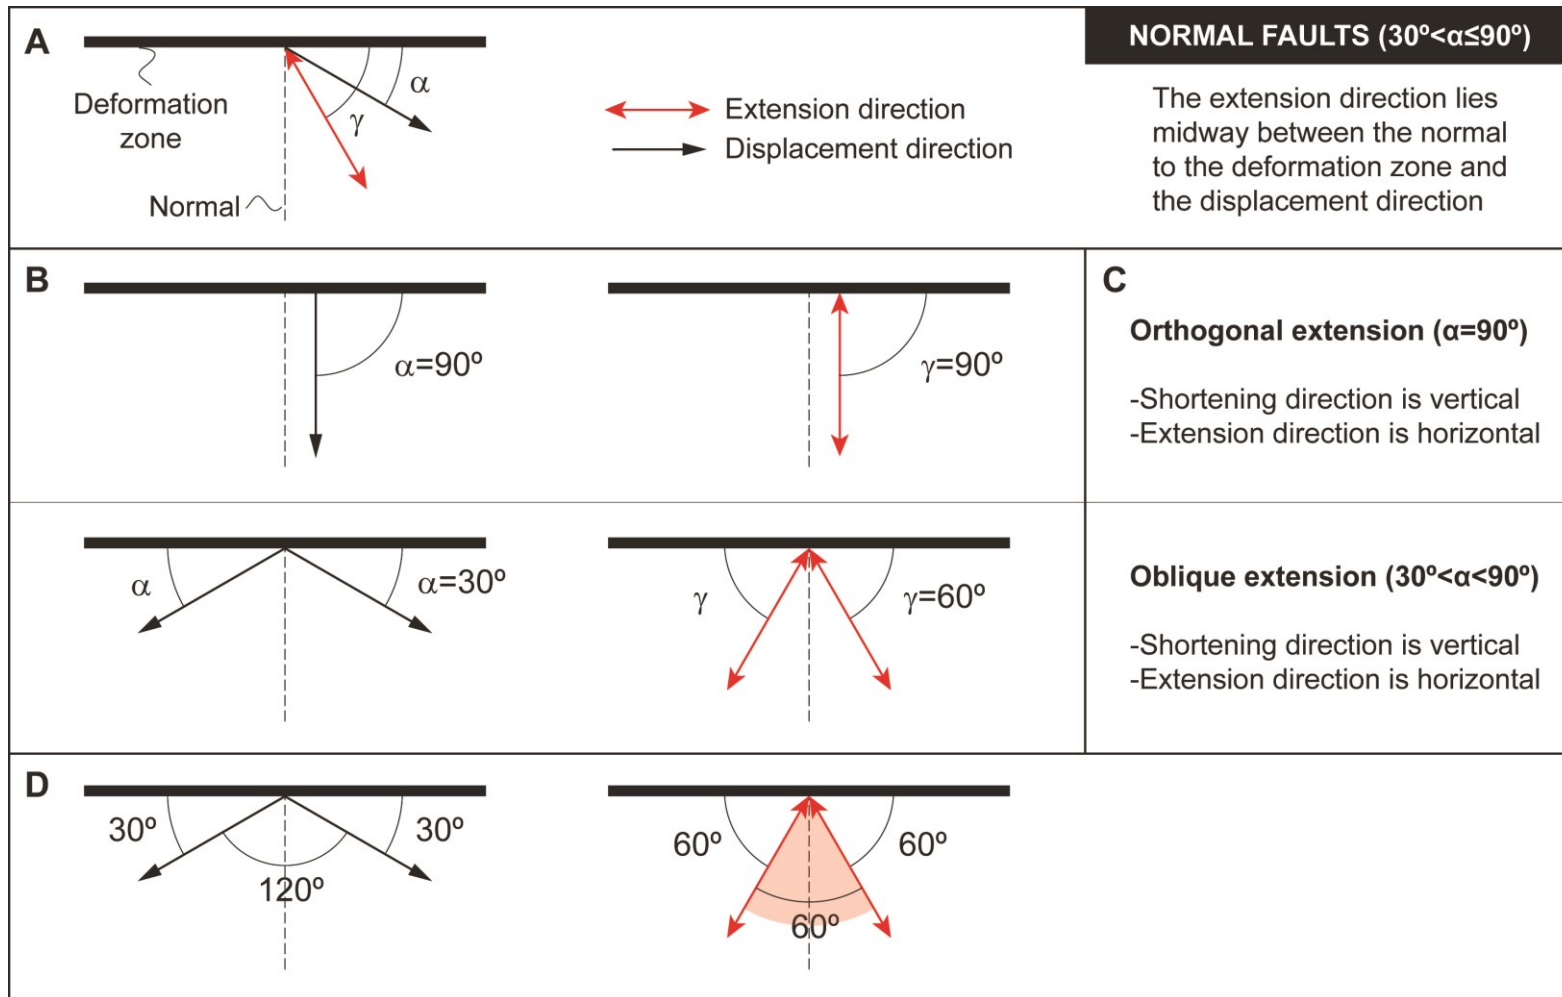 A
NORMAL FAULTS (30º<α≤90º)
Deformation
zone
α
γ
Normal
Extension direction
Displacement direction
The extension direction lies
midway between the normal
to the deformation zone and
the displacement direction
B
α=90º
γ=90º
C
Orthogonal extension (α=90º)
-Shortening direction is vertical
-Extension direction is horizontal
α
α=30º
γ
γ=60º
Oblique extension (30º<α<90º)
-Shortening direction is vertical
-Extension direction is horizontal
D
30º
30º
120º
60º
60º
60º